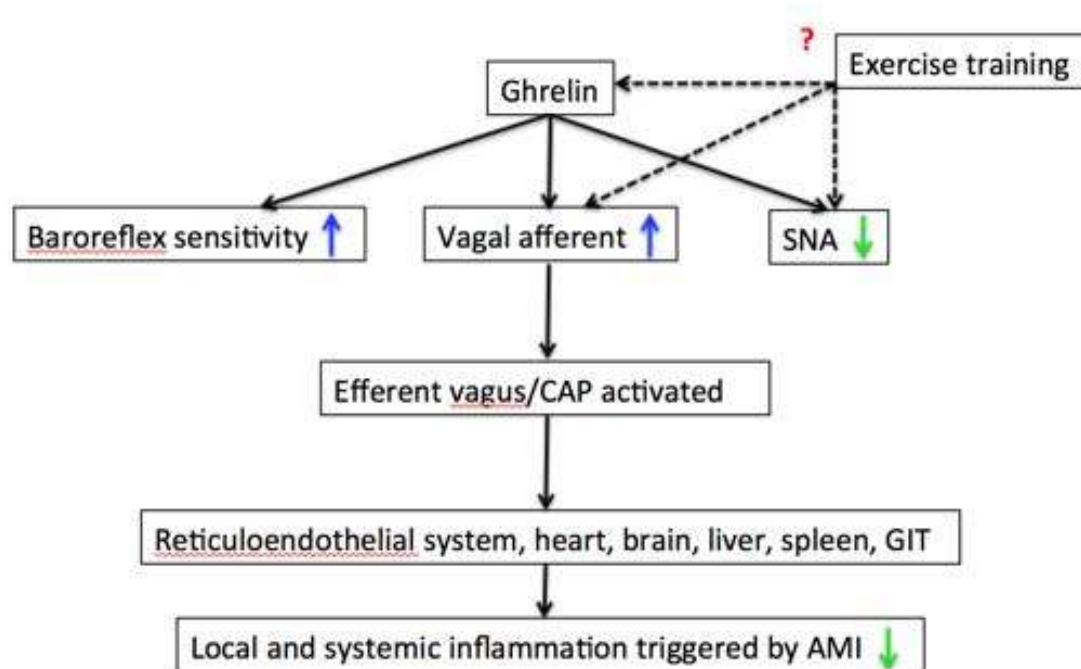 ?
Exercise training
Ghrelin
Baroreflex sensitivity
Vagal afferent
SNA
Efferent vagus/CAP activated
Reticuloendothelial system, heart, brain, liver, spleen, GIT
Local and systemic inflammation triggered by AMI